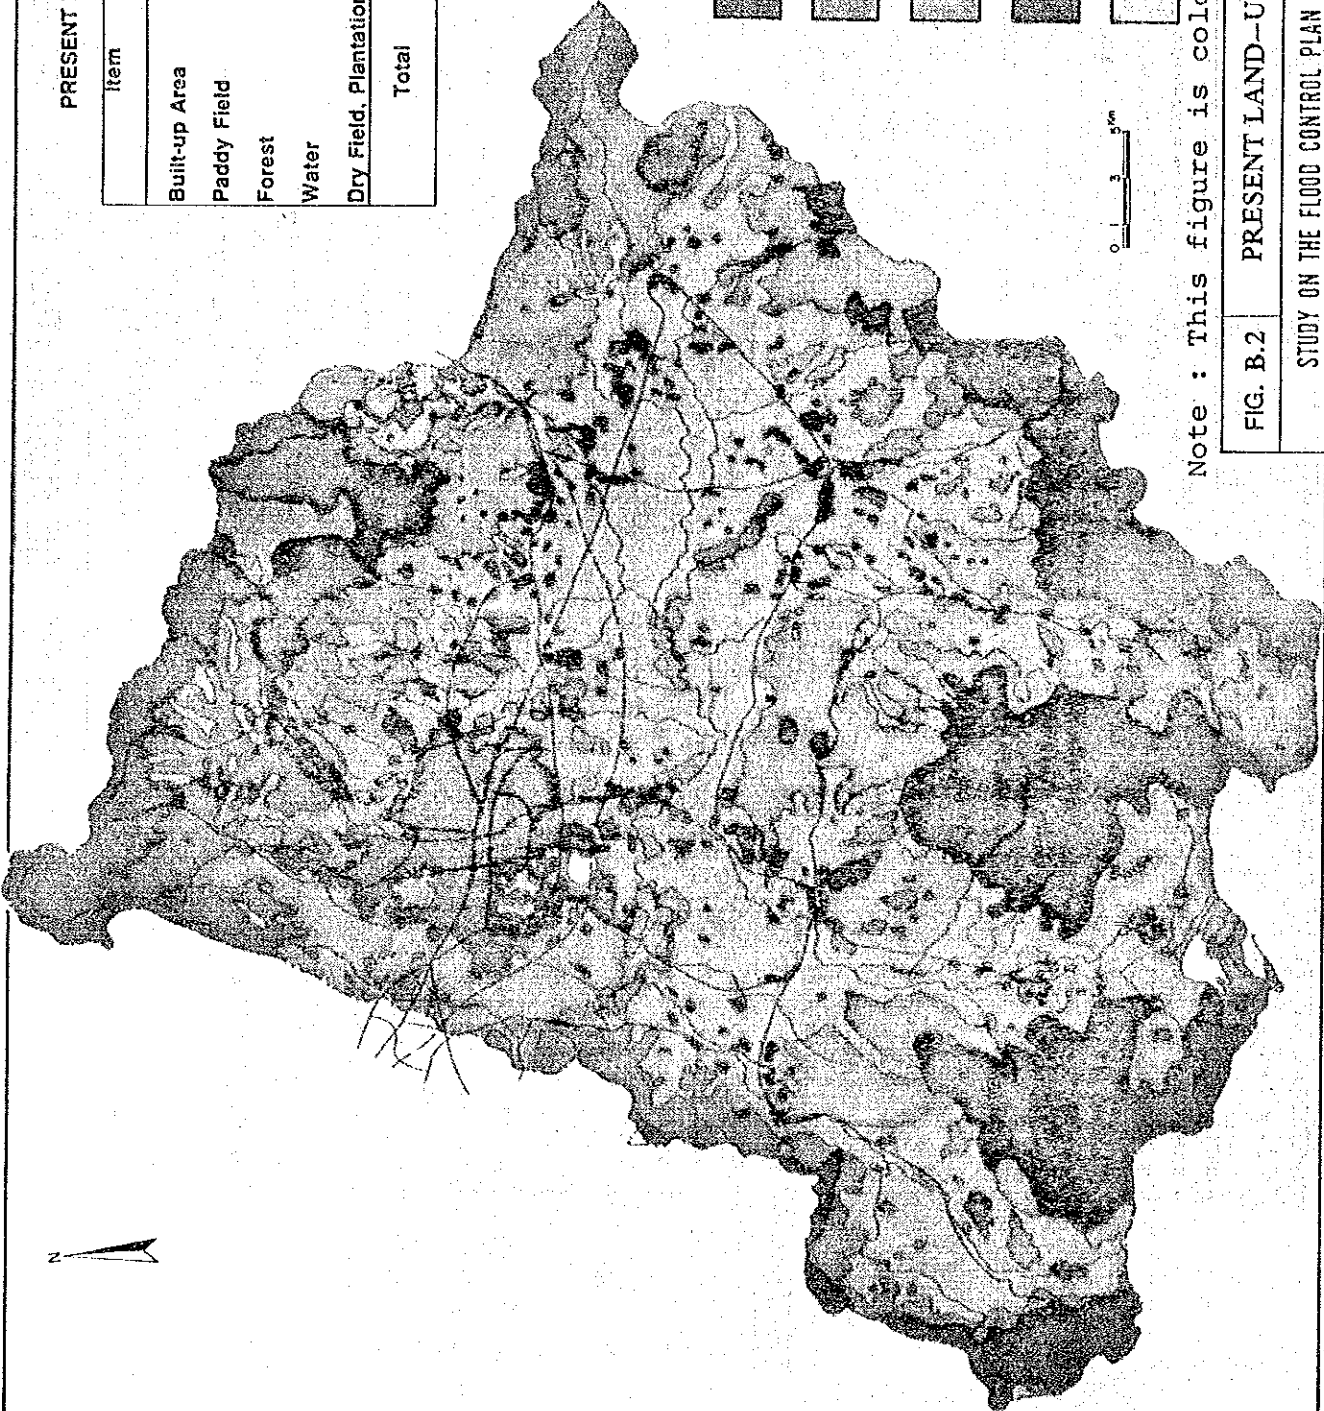 PRESENT
Item
Built-up Area
Paddy Field
Forest
Water
Dry Field, Plantation
Total
N
0 1 3 5Km
Note : This figure is colo
FIG. B.2 PRESENT LAND-U
STUDY ON THE FLOOD CONTROL PLAN